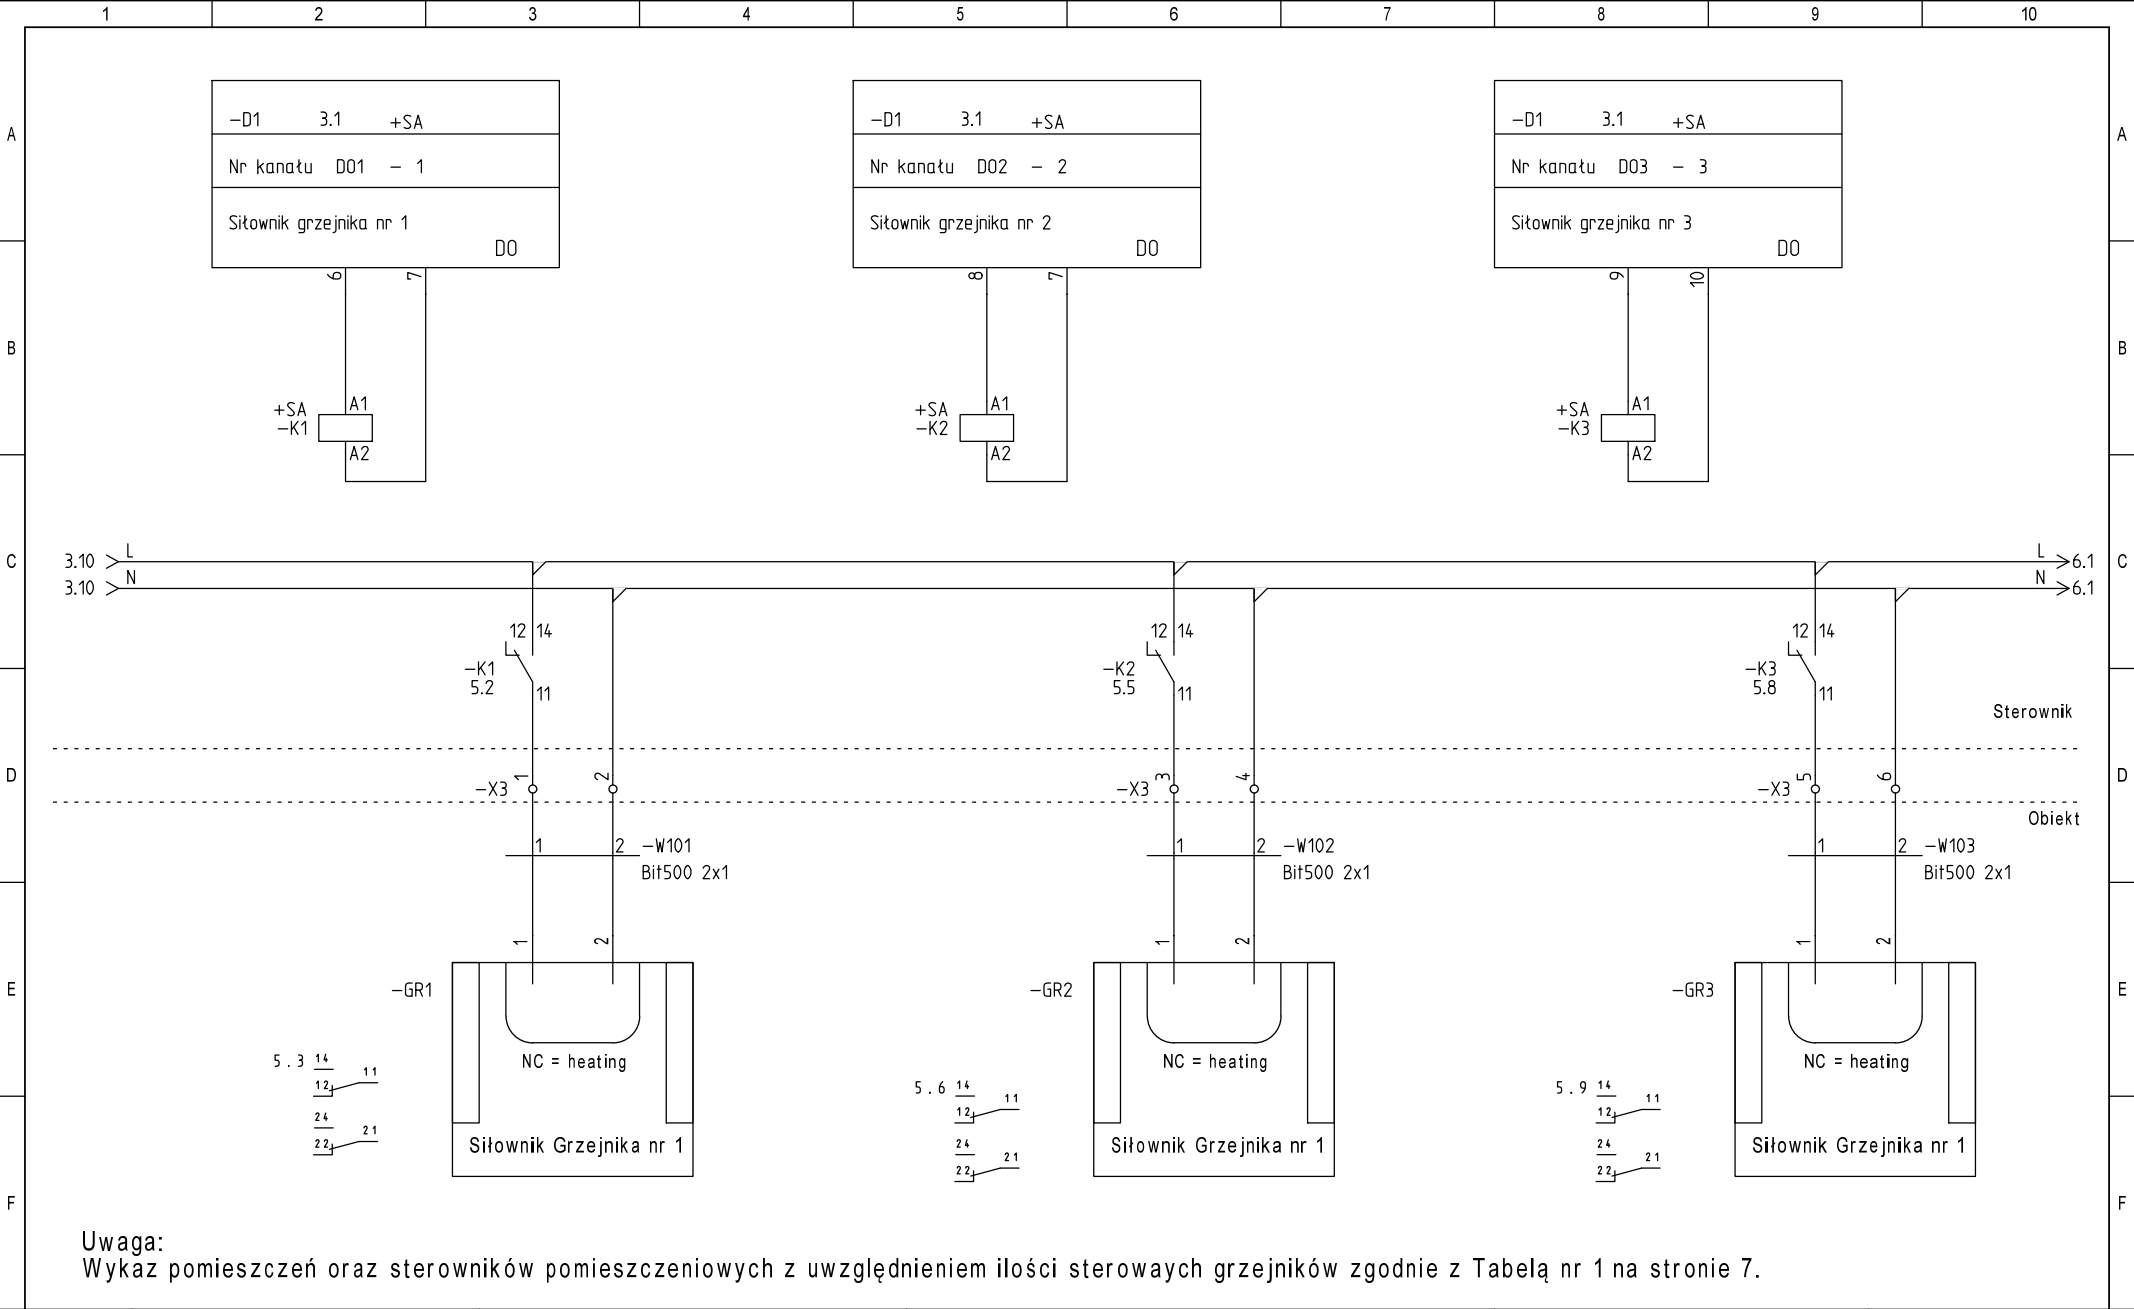 1 2 3 4 5 6 7 8 9 10
A A
-D1 3.1 +SA
Nr kanału DO1 - 1
Siłownik grzejnika nr 1
DO
6 7
-D1 3.1 +SA
Nr kanału DO2 - 2
Siłownik grzejnika nr 2
DO
8 7
-D1 3.1 +SA
Nr kanału DO3 - 3
Siłownik grzejnika nr 3
DO
9 10
B B
+SA
-K1
A1
A2
+SA
-K2
A1
A2
+SA
-K3
A1
A2
C C
3.10 L L 6.1
3.10 N N 6.1
12 14
-K1
5.2
11
12 14
-K2
5.5
11
12 14
-K3
5.8
11
Sterownik
D D
-X3 1 2
-X3 3 4
-X3 5 6
Obiekt
1 2 -W101
Bit500 2x1
1 2 -W102
Bit500 2x1
1 2 -W103
Bit500 2x1
E E
1 2
-GR1
NC = heating
Siłownik Grzejnika nr 1
1 2
-GR2
NC = heating
Siłownik Grzejnika nr 1
1 2
-GR3
NC = heating
Siłownik Grzejnika nr 1
5.3 14
12 11
24
22 21
5.6 14
12 11
24
22 21
5.9 14
12 11
24
22 21
F F
Uwaga:
Wykaz pomieszczeń oraz sterowników pomieszczeniowych z uwzględnieniem ilości sterowaych grzejników zgodnie z Tabelą nr 1 na stronie 7.